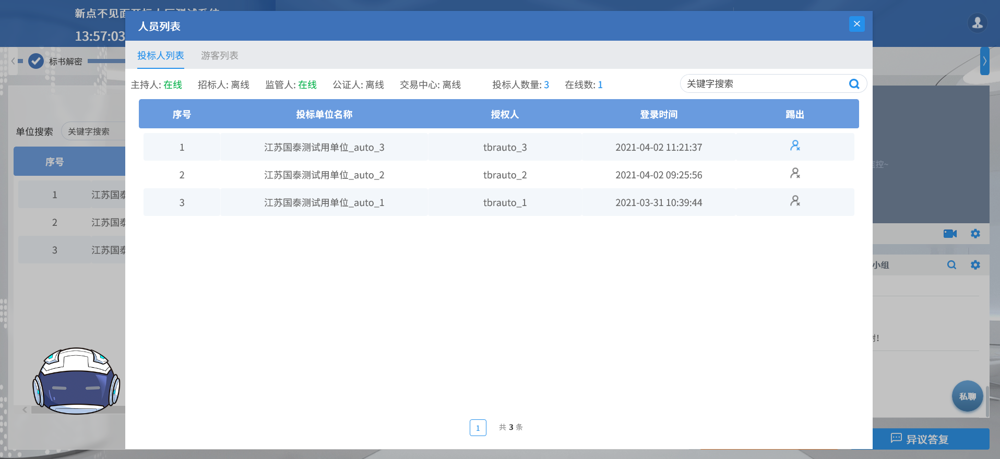 新点不见面开标大厅测试系统
13:57:03
人员列表
标书解密
投标人列表 游客列表
主持人: 在线 招标人: 离线 监管人: 在线 公证人: 离线 交易中心: 离线 投标人数量: 3 在线数: 1 关键字搜索
序号 投标单位名称 授权人 登录时间 踢出
1 江苏国泰测试用单位_auto_3 tbrauto_3 2021-04-02 11:21:37
2 江苏国泰测试用单位_auto_2 tbrauto_2 2021-04-02 09:25:56
3 江苏国泰测试用单位_auto_1 tbrauto_1 2021-03-31 10:39:44
1 共 3 条
单位搜索 关键字搜索
序号
1 江苏国泰
2 江苏国泰
3 江苏国泰
监控~
小组
私聊
异议答复